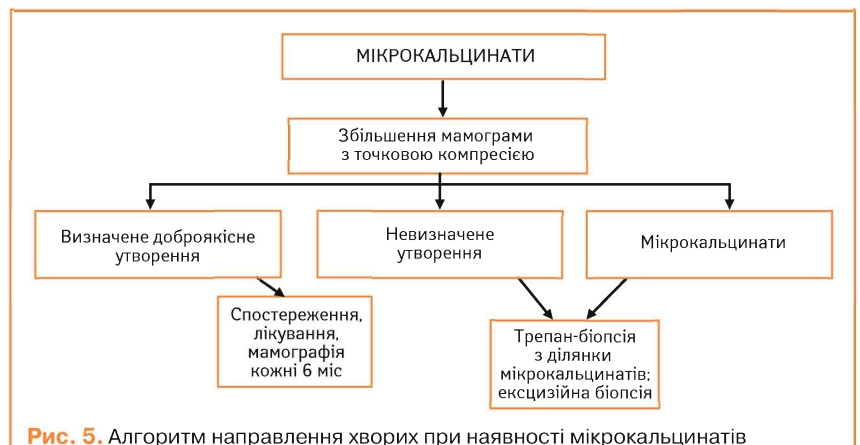 МІКРОКАЛЬЦИНАТИ
Збільшення мамограми
з точковою компресією
Визначене доброякісне
утворення
Невизначене
утворення
Мікрокальцинати
Спостереження,
лікування,
мамографія
кожні 6 міс
Трепан-біопсія
з ділянки
мікрокальцинатів;
ексцизійна біопсія
Рис. 5. Алгоритм направлення хворих при наявності мікрокальцинатів